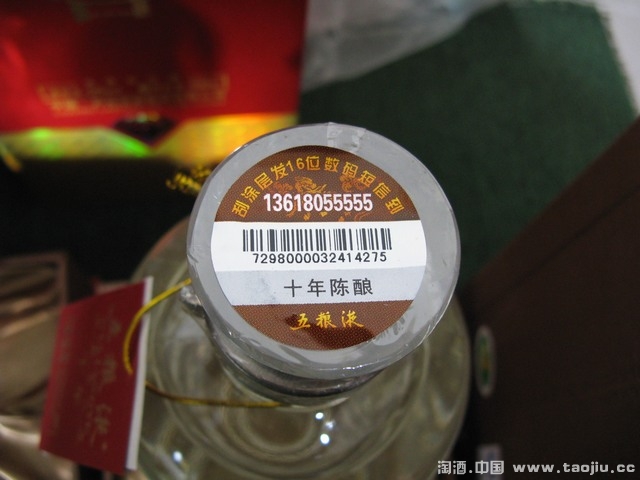 刮涂层发16位数码短信到
13618055555
7298000032414275
十年陈酿
五粮液
淘酒.中国 www.taojiu.cc